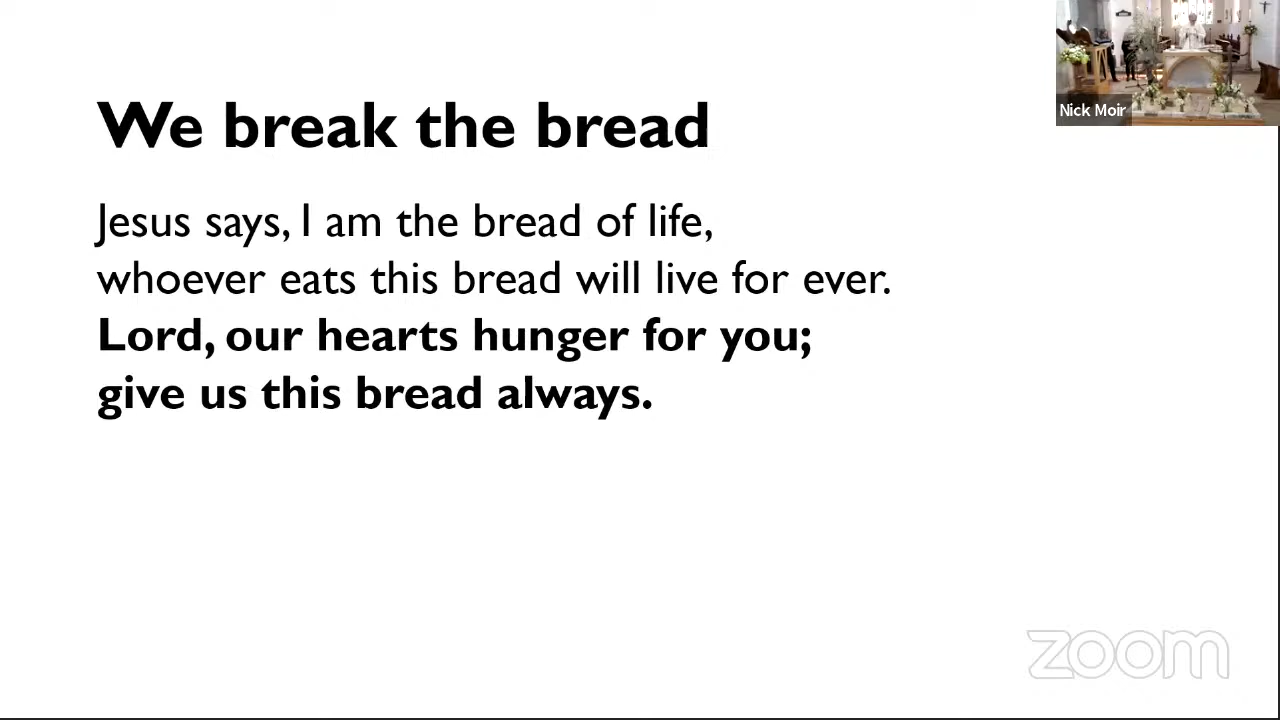 We break the bread
Jesus says, I am the bread of life,
whoever eats this bread will live for ever.
Lord, our hearts hunger for you;
give us this bread always.
Nick Moir
zoom